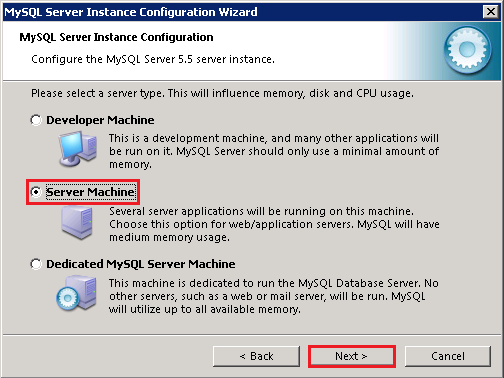 MySQL Server Instance Configuration Wizard
MySQL Server Instance Configuration
Configure the MySQL Server 5.5 server instance.
Please select a server type. This will influence memory, disk and CPU usage.
Developer Machine
This is a development machine, and many other applications will
be run on it. MySQL Server should only use a minimal amount of
memory.
Server Machine
Several server applications will be running on this machine.
Choose this option for web/application servers. MySQL will have
medium memory usage.
Dedicated MySQL Server Machine
This machine is dedicated to run the MySQL Database Server. No
other servers, such as a web or mail server, will be run. MySQL
will utilize up to all available memory.
< Back
Next >
Cancel